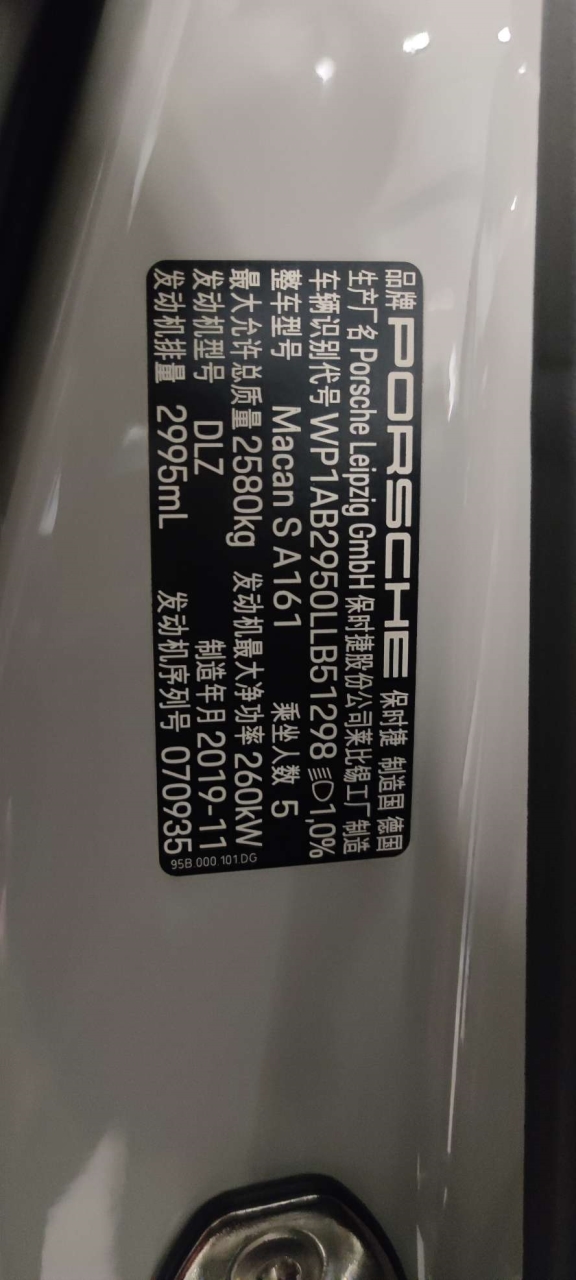 品牌 PORSCHE 保时捷 制造国 德国
生产厂名 Porsche Leipzig GmbH 保时捷股份公司莱比锡工厂 制造
车辆识别代号 WP1AB2950LLB51298 1,0%
整车型号 Macan S A161 乘坐人数 5
最大允许总质量 2580kg 发动机最大净功率 260kW
发动机型号 DLZ 制造年月 2019-11
发动机排量 2995mL 发动机序列号 070935
95B.000 101.DG